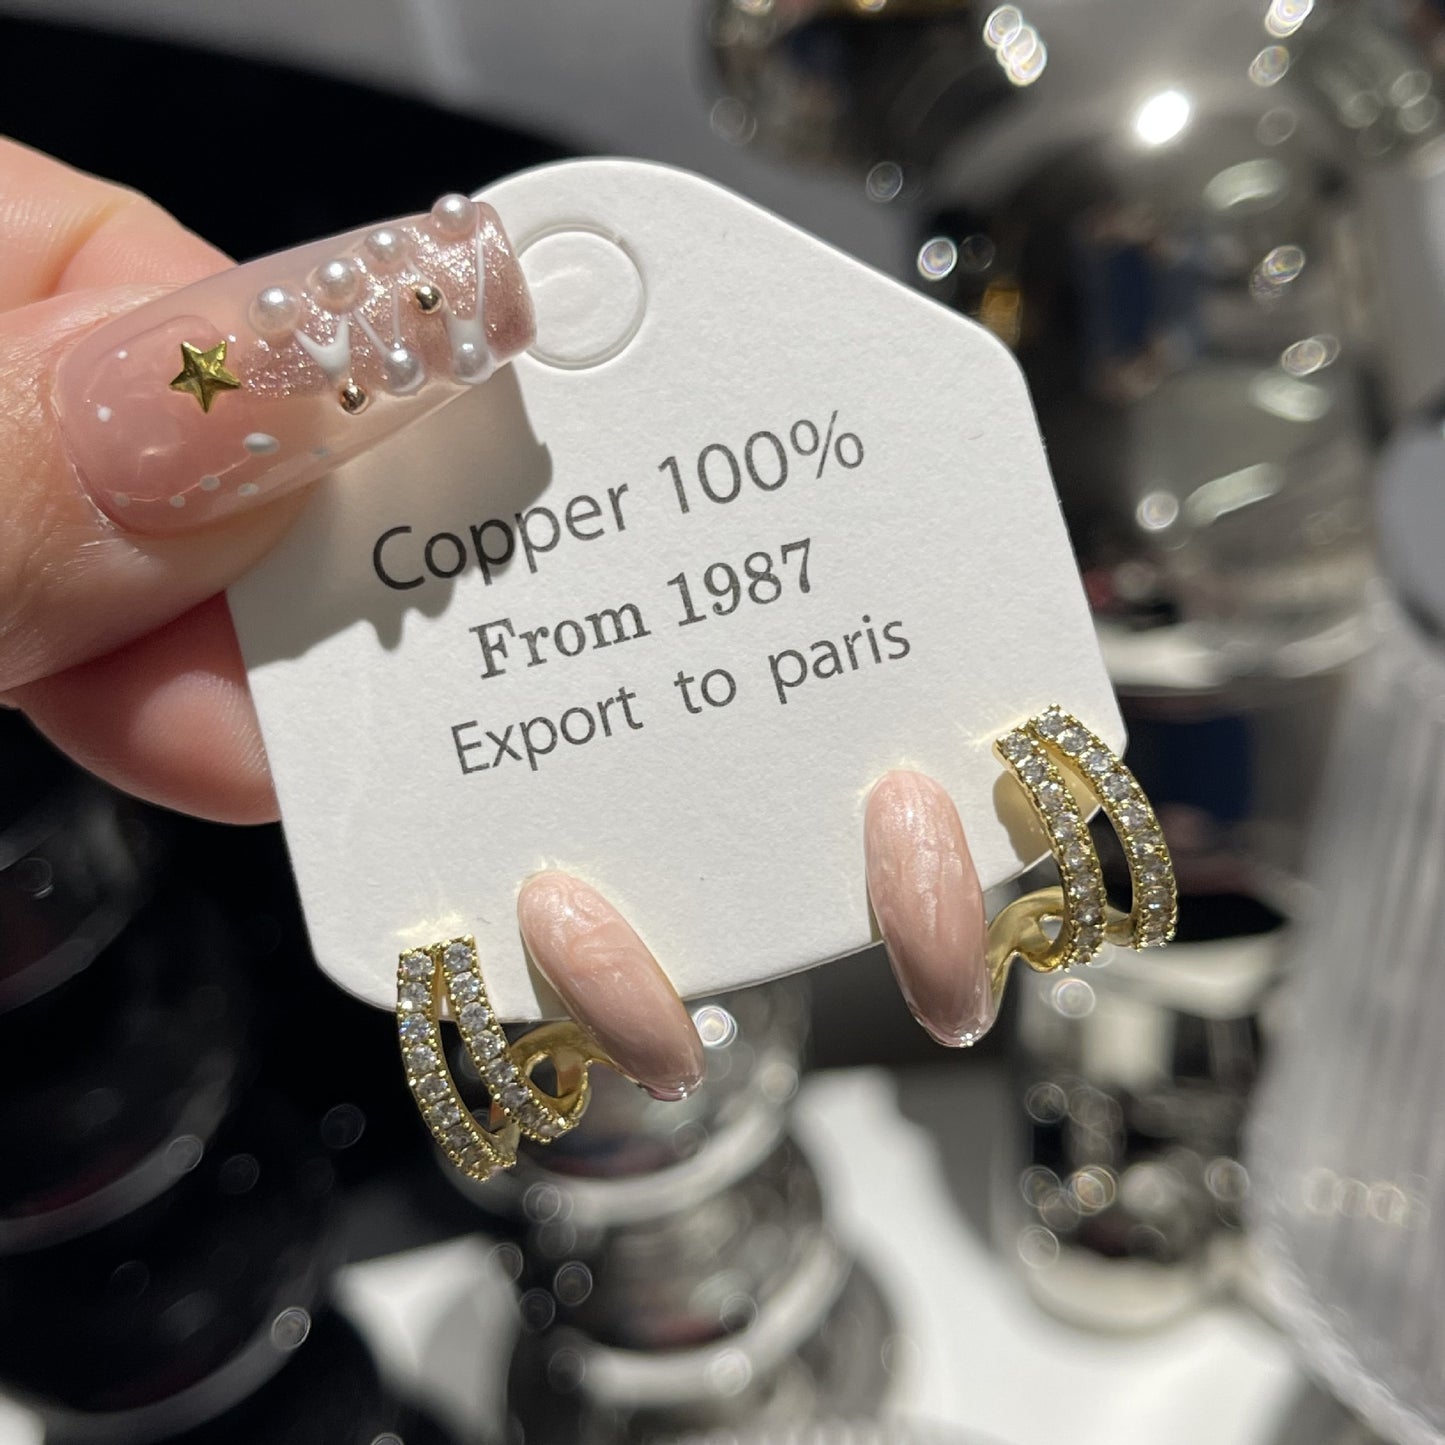 Copper 100%
From 1987
Export to paris